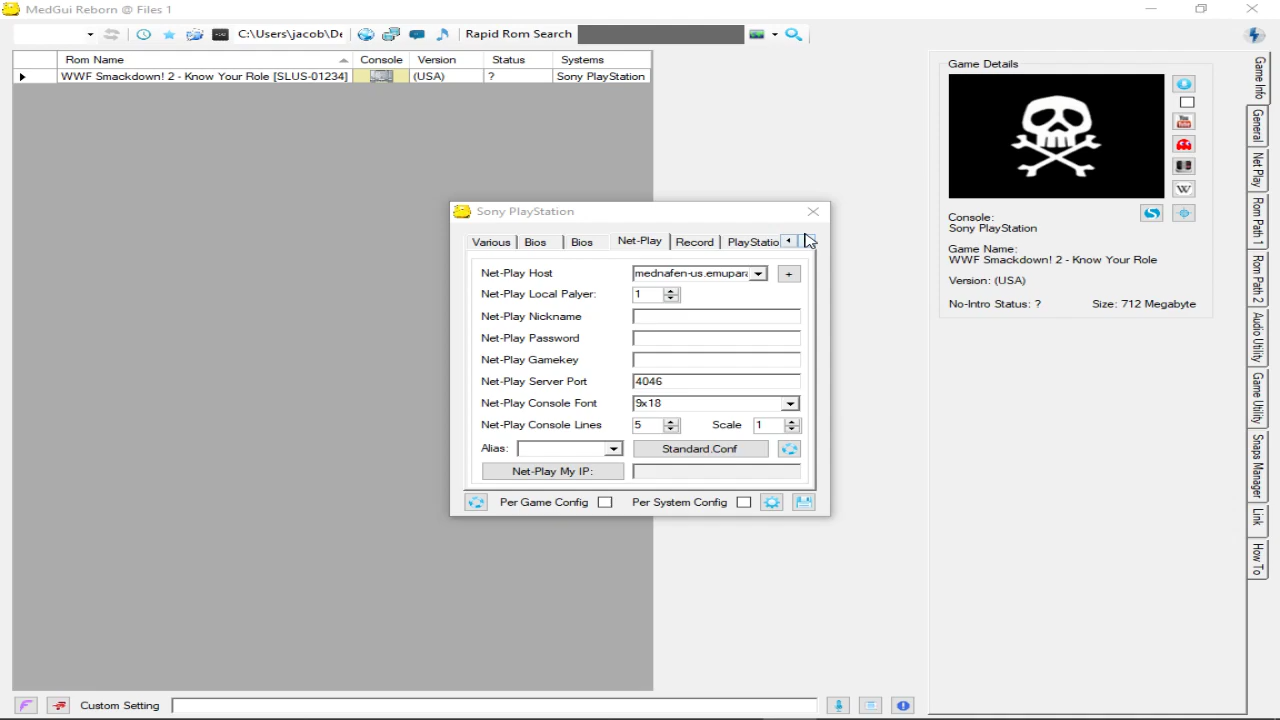 MedGui Reborn @ Files 1
C:\Users\jacob\De
Rapid Rom Search
Rom Name Console Version Status Systems
WWF Smackdown! 2 - Know Your Role [SLUS-01234] (USA) ? Sony PlayStation
Sony PlayStation
Various Bios Bios Net-Play Record PlayStatio
Net-Play Host mednafen-us.emupara +
Net-Play Local Palyer: 1
Net-Play Nickname
Net-Play Password
Net-Play Gamekey
Net-Play Server Port 4046
Net-Play Console Font 9x18
Net-Play Console Lines 5 Scale 1
Alias: Standard.Conf
Net-Play My IP:
Per Game Config Per System Config
Game Details
You
Tube
W
Console:
Sony PlayStation
Game Name:
WWF Smackdown! 2 - Know Your Role
Version: (USA)
No-Intro Status: ? Size: 712 Megabyte
Game Info
General
Net Play
Rom Path 1
Rom Path 2
Audio Utility
Game Utility
Snaps Manager
Link
How To
Custom Setting